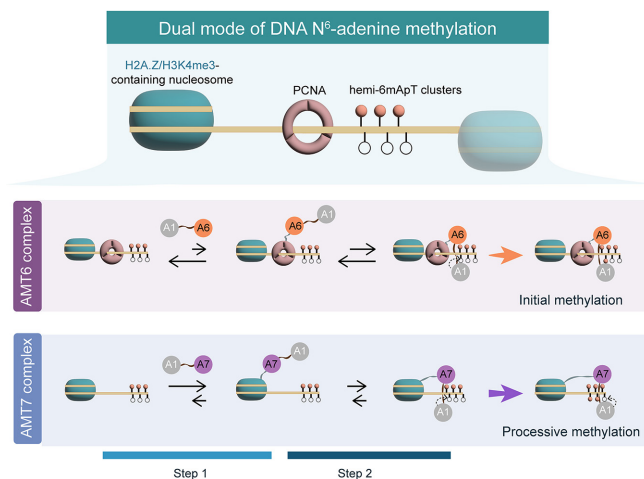 Dual mode of DNA N⁶-adenine methylation
H2A.Z/H3K4me3-
containing nucleosome
PCNA
hemi-6mApT clusters
AMT6 complex
A1 A6
A6 A1
A6
A1
A6
A1
Initial methylation
AMT7 complex
A1 A7
A7 A1
A7
A1
A7
A1
Processive methylation
Step 1
Step 2